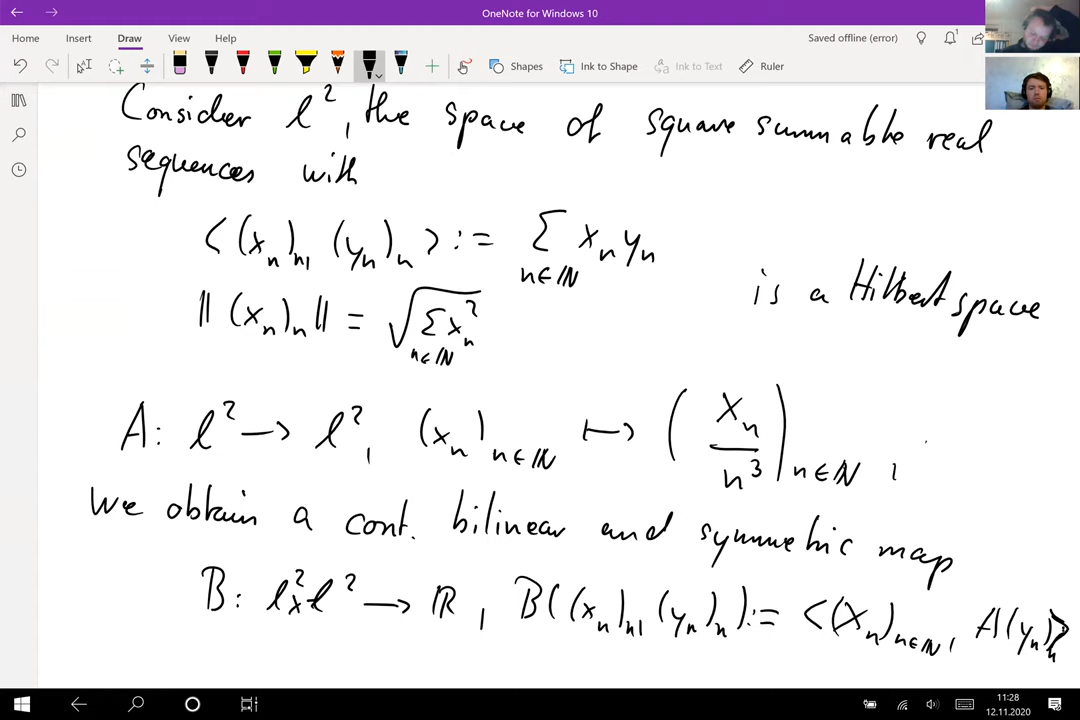 OneNote for Windows 10
Home Insert Draw View Help Saved offline (error)
Shapes Ink to Shape Ink to Text Ruler
Consider ℓ², the space of square summable real
sequences with
⟨(xₙ)ₙ, (yₙ)ₙ⟩ := Σ_{n∈ℕ} xₙ yₙ
is a Hilbert space
‖(xₙ)ₙ‖ = √(Σ_{n∈ℕ} xₙ²)
A: ℓ² → ℓ², (xₙ)_{n∈ℕ} ↦ (xₙ/n³)_{n∈ℕ} ;
We obtain a cont. bilinear and symmetric map
B: ℓ² × ℓ² → ℝ, B((xₙ)ₙ, (yₙ)ₙ) := ⟨(xₙ)_{n∈ℕ}, A(yₙ)ₙ⟩
11:28
12.11.2020